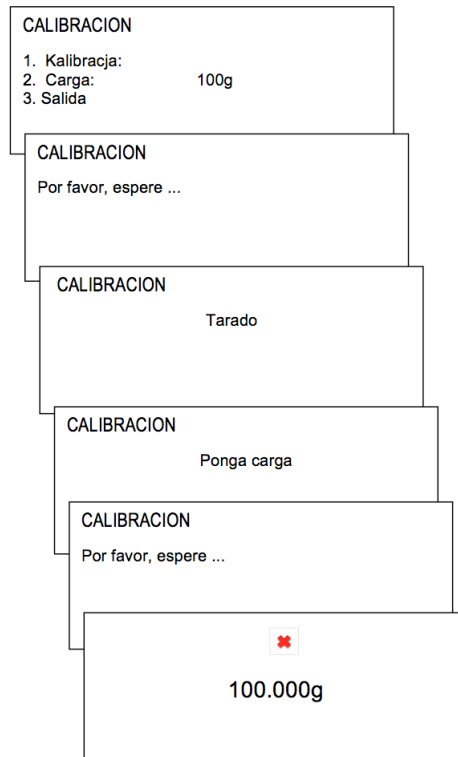 CALIBRACION
1. Kalibracja:
2. Carga: 100g
3. Salida
CALIBRACION
Por favor, espere ...
CALIBRACION
Tarado
CALIBRACION
Ponga carga
CALIBRACION
Por favor, espere ...
100.000g